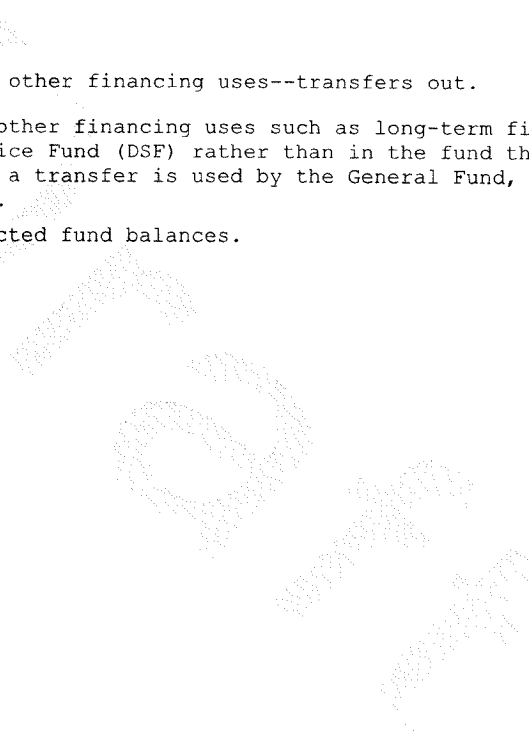 other financing uses--transfers out.
other financing uses such as long-term fi
ice Fund (DSF) rather than in the fund th
a transfer is used by the General Fund,
cted fund balances.